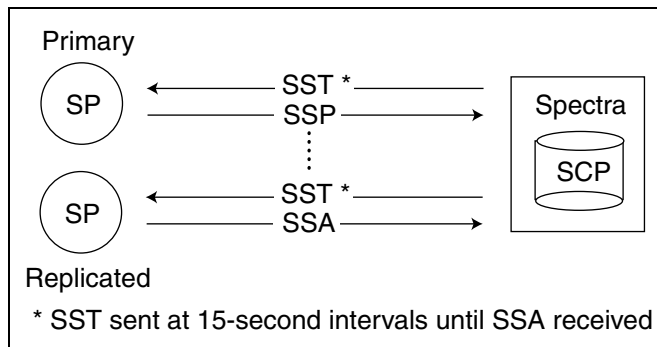 Primary
SP
SST *
SSP
Spectra
SCP
SP
SST *
SSA
Replicated
* SST sent at 15-second intervals until SSA received